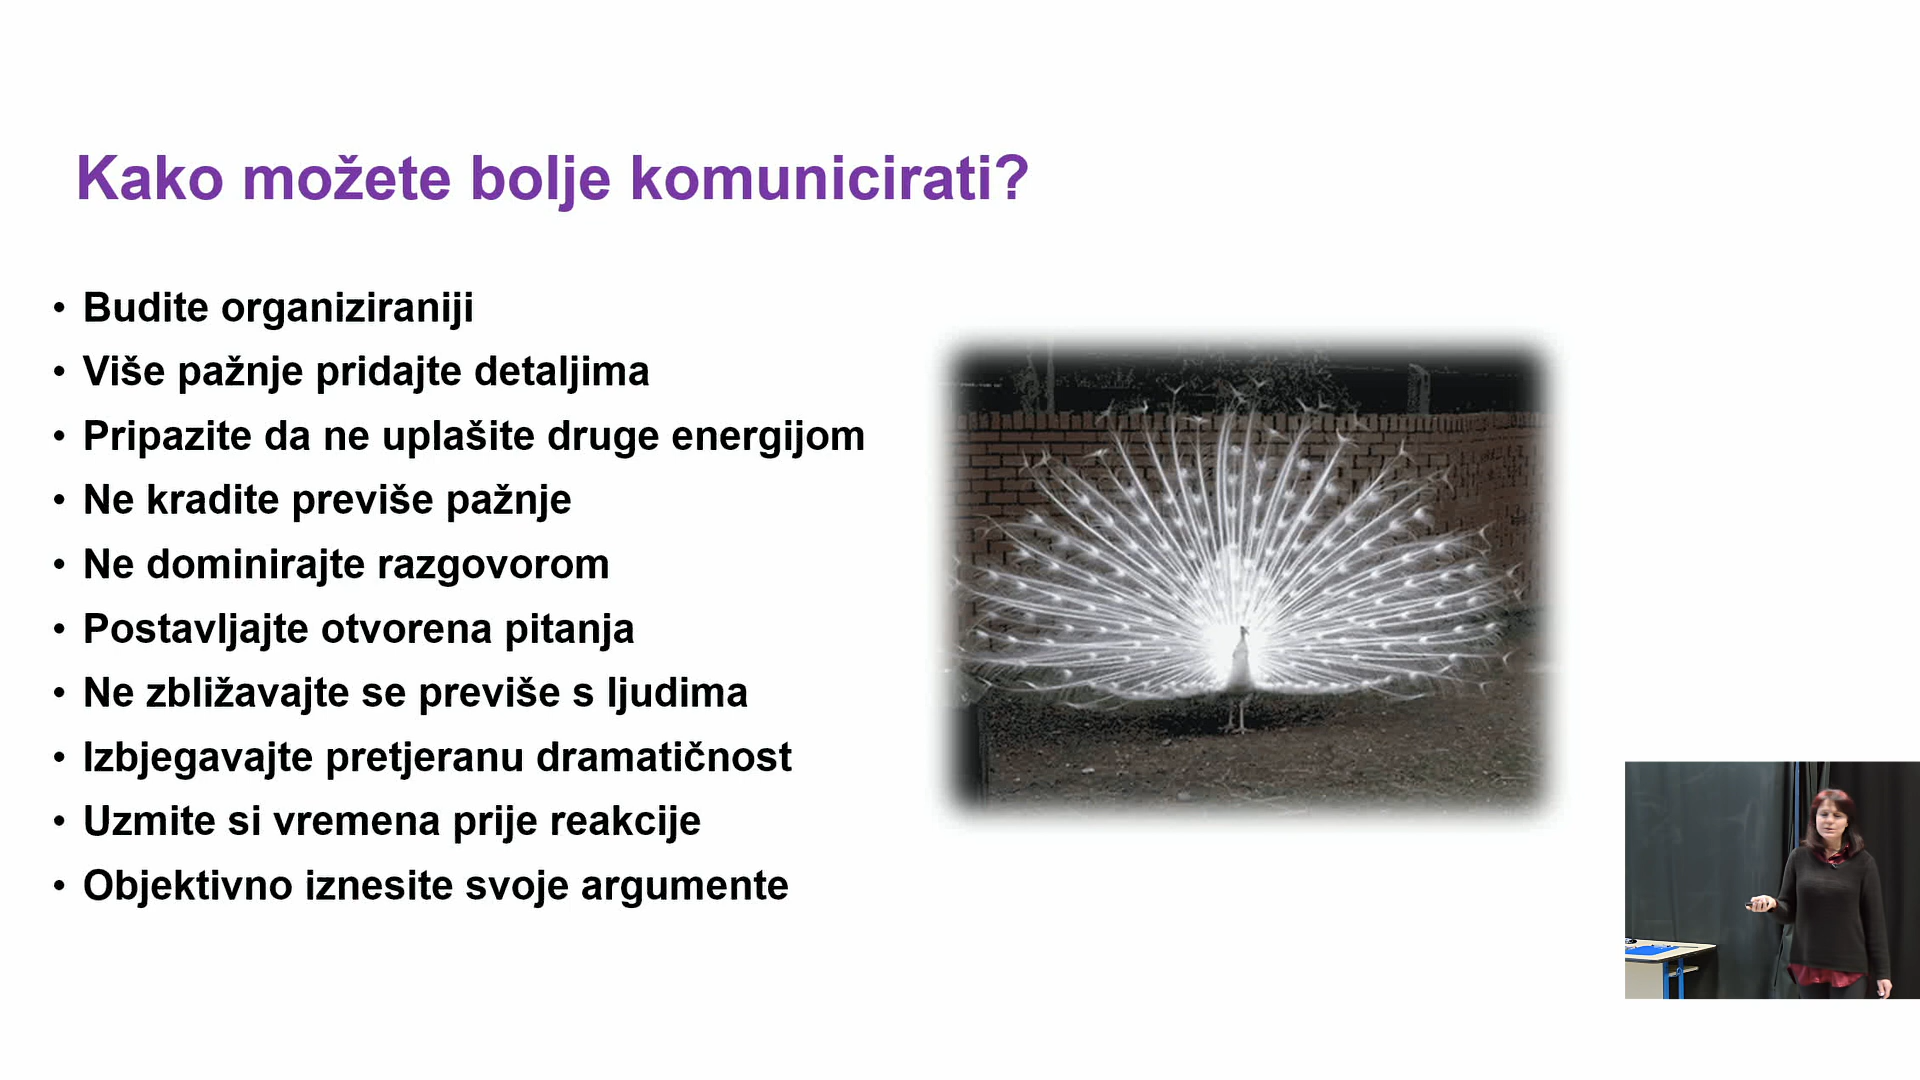 Kako možete bolje komunicirati?
• Budite organiziraniji
• Više pažnje pridajte detaljima
• Pripazite da ne uplašite druge energijom
• Ne kradite previše pažnje
• Ne dominirajte razgovorom
• Postavljajte otvorena pitanja
• Ne zbližavajte se previše s ljudima
• Izbjegavajte pretjeranu dramatičnost
• Uzmite si vremena prije reakcije
• Objektivno iznesite svoje argumente